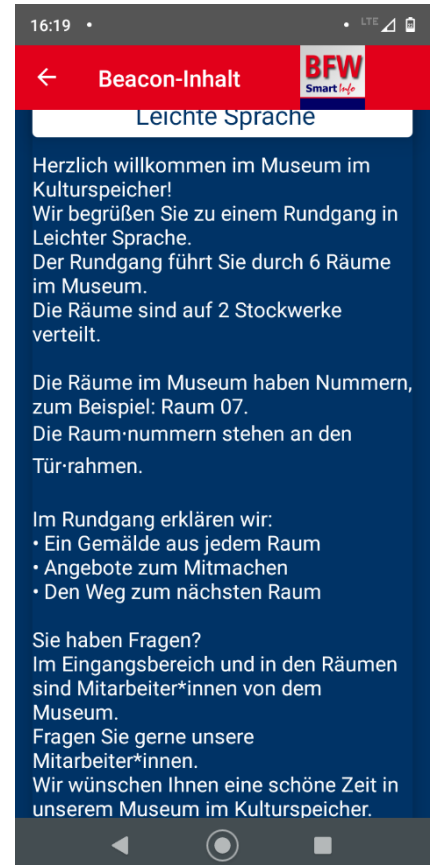 16:19
LTE
Beacon-Inhalt
BFW
Smart Info
Leichte Sprache
Herzlich willkommen im Museum im
Kulturspeicher!
Wir begrüßen Sie zu einem Rundgang in
Leichter Sprache.
Der Rundgang führt Sie durch 6 Räume
im Museum.
Die Räume sind auf 2 Stockwerke
verteilt.
Die Räume im Museum haben Nummern,
zum Beispiel: Raum 07.
Die Raum·nummern stehen an den
Tür·rahmen.
Im Rundgang erklären wir:
• Ein Gemälde aus jedem Raum
• Angebote zum Mitmachen
• Den Weg zum nächsten Raum
Sie haben Fragen?
Im Eingangsbereich und in den Räumen
sind Mitarbeiter*innen von dem
Museum.
Fragen Sie gerne unsere
Mitarbeiter*innen.
Wir wünschen Ihnen eine schöne Zeit in
unserem Museum im Kulturspeicher.